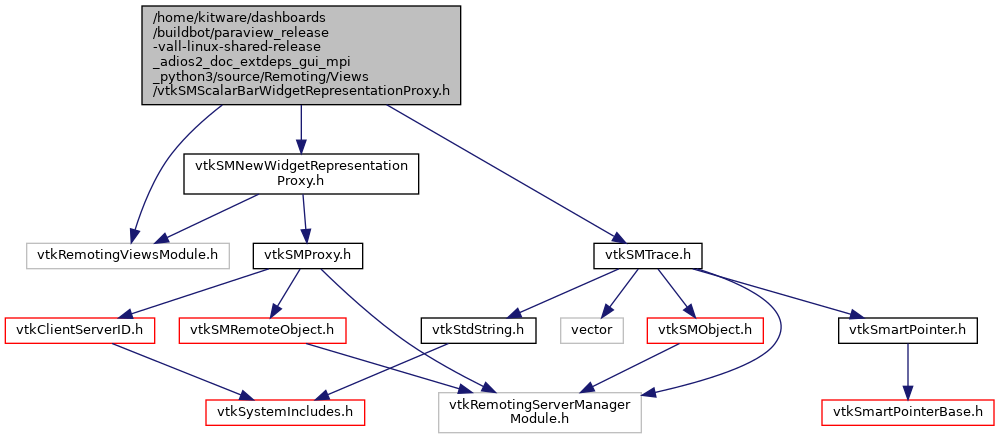 /home/kitware/dashboards
/buildbot/paraview_release
-vall-linux-shared-release
_adios2_doc_extdeps_gui_mpi
_python3/source/Remoting/Views
/vtkSMScalarBarWidgetRepresentationProxy.h
vtkSMNewWidgetRepresentation
Proxy.h
vtkRemotingViewsModule.h
vtkSMProxy.h
vtkSMTrace.h
vtkClientServerID.h
vtkSMRemoteObject.h
vtkStdString.h
vector
vtkSMObject.h
vtkSmartPointer.h
vtkSystemIncludes.h
vtkRemotingServerManager
Module.h
vtkSmartPointerBase.h